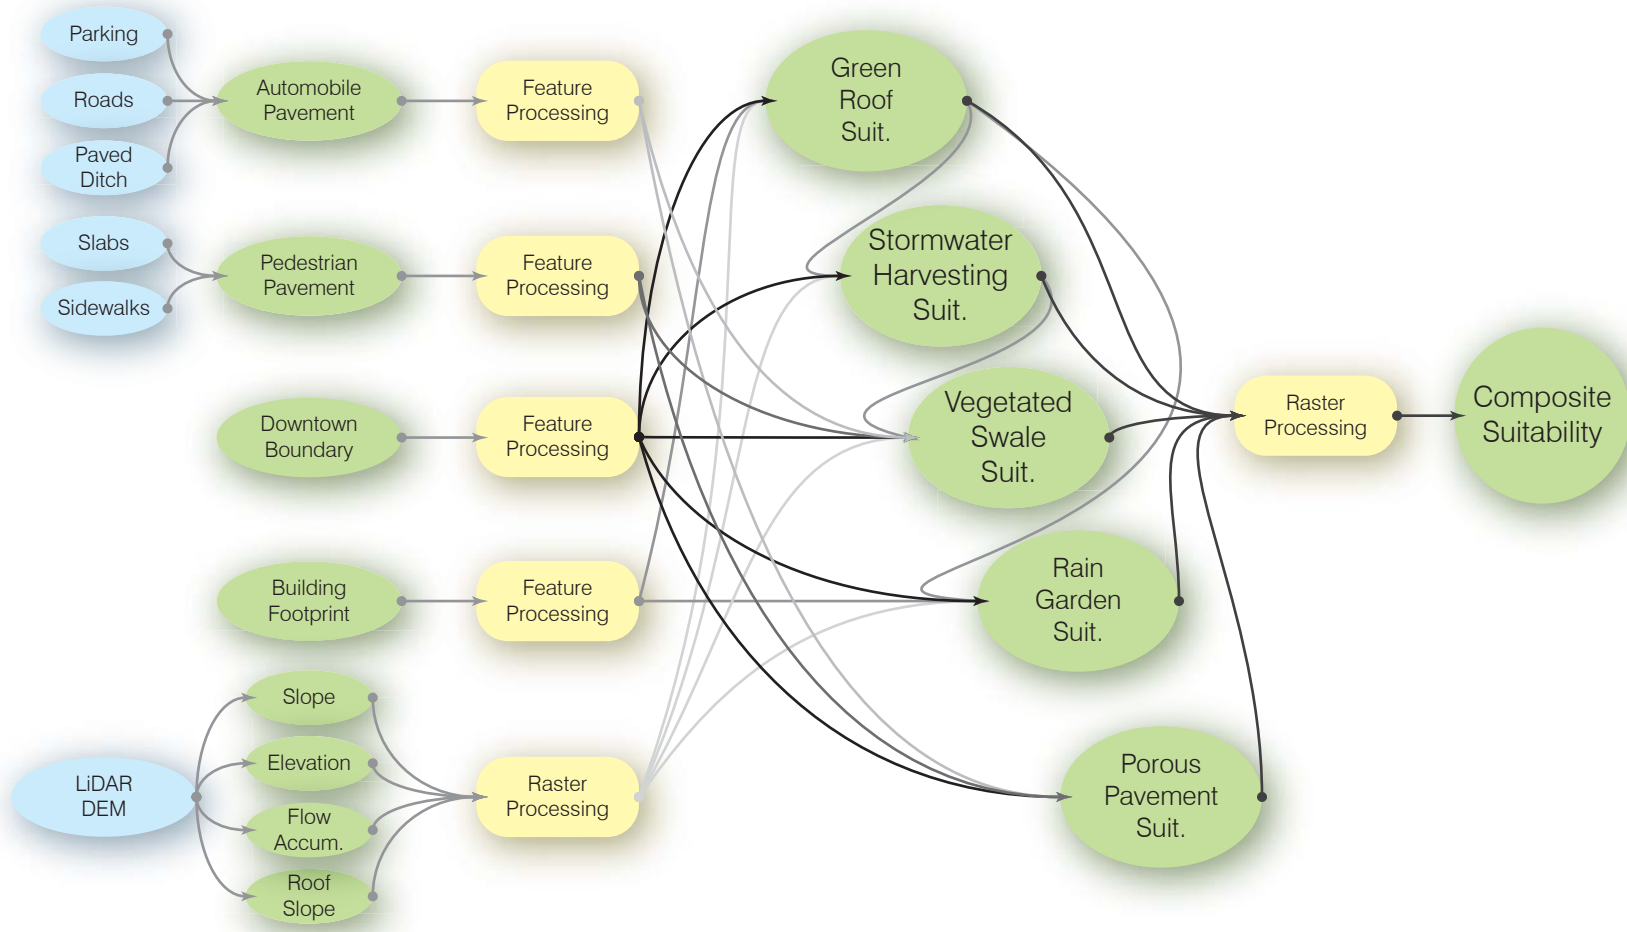 Parking
Roads
Paved
Ditch
Slabs
Sidewalks
LiDAR
DEM
Automobile
Pavement
Pedestrian
Pavement
Downtown
Boundary
Building
Footprint
Slope
Elevation
Flow
Accum.
Roof
Slope
Feature
Processing
Feature
Processing
Feature
Processing
Feature
Processing
Raster
Processing
Green
Roof
Suit.
Stormwater
Harvesting
Suit.
Vegetated
Swale
Suit.
Rain
Garden
Suit.
Porous
Pavement
Suit.
Raster
Processing
Composite
Suitability